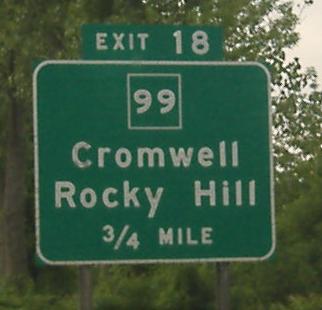 EXIT 18
99
Cromwell
Rocky Hill
3/4 MILE